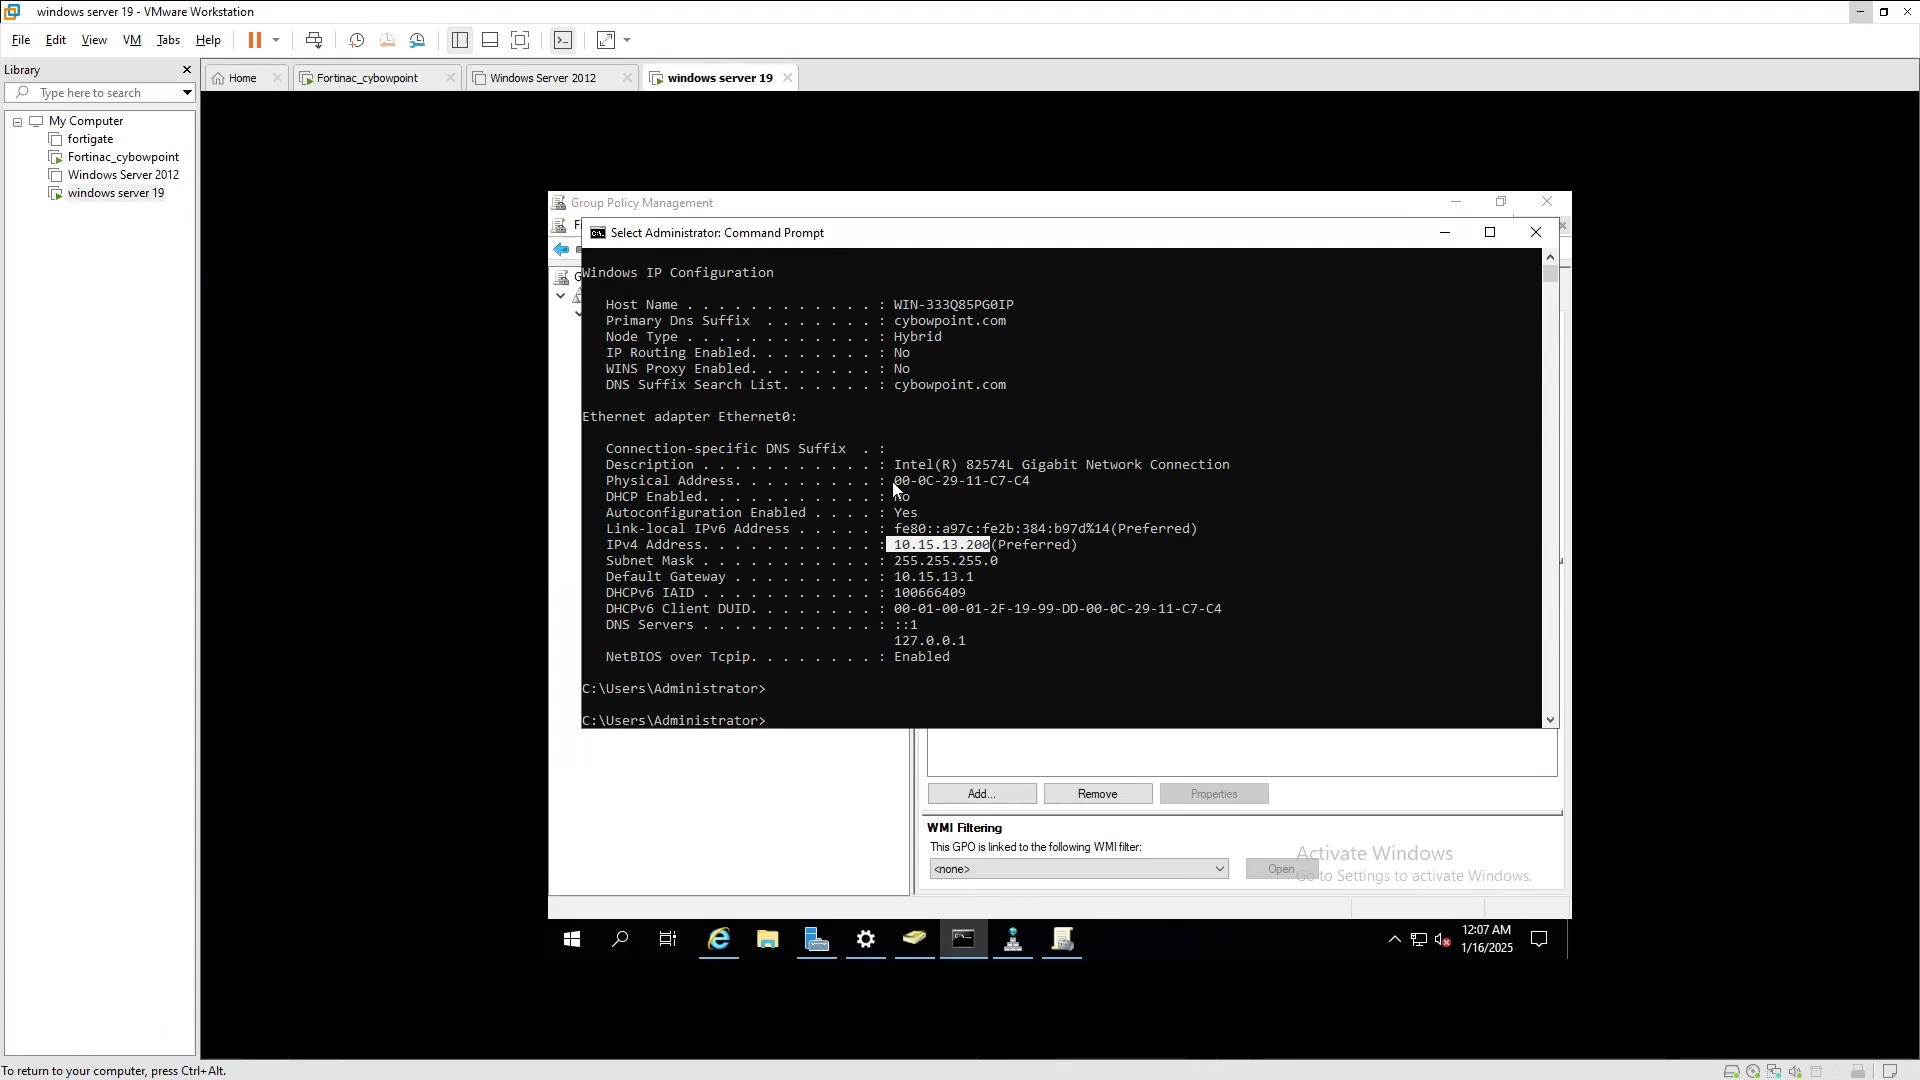 windows server 19 - VMware Workstation
File Edit View VM Tabs Help
Library
Type here to search
Home
Fortinac_cybowpoint
Windows Server 2012
windows server 19
My Computer
fortigate
Fortinac_cybowpoint
Windows Server 2012
windows server 19
Group Policy Management
Select Administrator: Command Prompt
Windows IP Configuration
Host Name . . . . . . . . . . . . : WIN-333Q85PG0IP
Primary Dns Suffix . . . . . . . : cybowpoint.com
Node Type . . . . . . . . . . . . : Hybrid
IP Routing Enabled. . . . . . . . : No
WINS Proxy Enabled. . . . . . . . : No
DNS Suffix Search List. . . . . . : cybowpoint.com
Ethernet adapter Ethernet0:
Connection-specific DNS Suffix . :
Description . . . . . . . . . . . : Intel(R) 82574L Gigabit Network Connection
Physical Address. . . . . . . . . : 00-0C-29-11-C7-C4
DHCP Enabled. . . . . . . . . . . : No
Autoconfiguration Enabled . . . . : Yes
Link-local IPv6 Address . . . . . : fe80::a97c:fe2b:384:b97d%14(Preferred)
IPv4 Address. . . . . . . . . . . : 10.15.13.200(Preferred)
Subnet Mask . . . . . . . . . . . : 255.255.255.0
Default Gateway . . . . . . . . . : 10.15.13.1
DHCPv6 IAID . . . . . . . . . . . : 100666409
DHCPv6 Client DUID. . . . . . . . : 00-01-00-01-2F-19-99-DD-00-0C-29-11-C7-C4
DNS Servers . . . . . . . . . . . : ::1
127.0.0.1
NetBIOS over Tcpip. . . . . . . . : Enabled
C:\Users\Administrator>
C:\Users\Administrator>
Add... Remove Properties
WMI Filtering
This GPO is linked to the following WMI filter:
<none>
Open
Activate Windows
Go to Settings to activate Windows.
12:07 AM
1/16/2025
To return to your computer, press Ctrl+Alt.